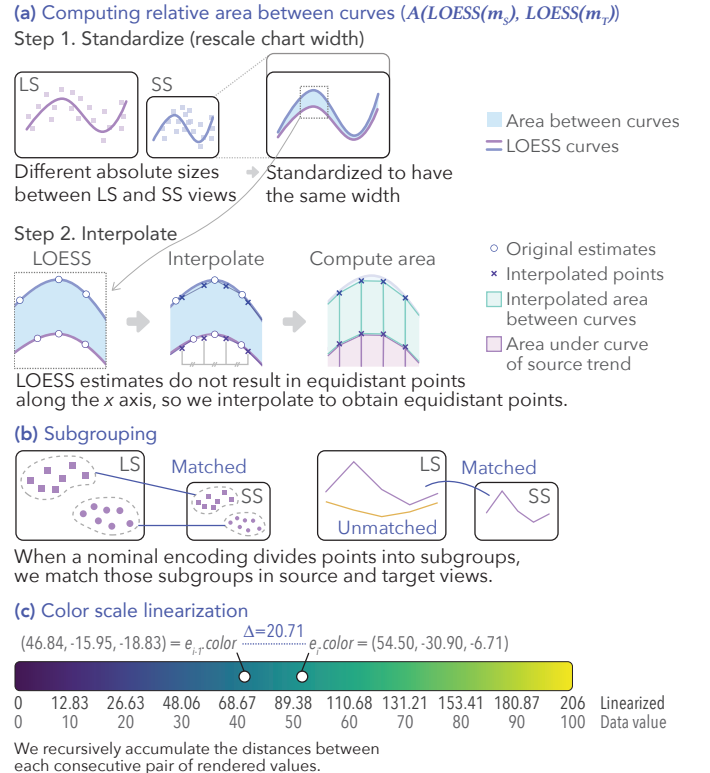 (a) Computing relative area between curves (A(LOESS(m_S), LOESS(m_T)))
Step 1. Standardize (rescale chart width)
LS
SS
Area between curves
LOESS curves
Different absolute sizes
between LS and SS views
Standardized to have
the same width
Step 2. Interpolate
LOESS
Interpolate
Compute area
Original estimates
Interpolated points
Interpolated area
between curves
Area under curve
of source trend
LOESS estimates do not result in equidistant points
along the x axis, so we interpolate to obtain equidistant points.
(b) Subgrouping
LS
Matched
SS
LS
Matched
SS
Unmatched
When a nominal encoding divides points into subgroups,
we match those subgroups in source and target views.
(c) Color scale linearization
(46.84, -15.95, -18.83) = e_{i-1}.color Δ=20.71 e_i.color = (54.50, -30.90, -6.71)
0 12.83 26.63 48.06 68.67 89.38 110.68 131.21 153.41 180.87 206 Linearized
0 10 20 30 40 50 60 70 80 90 100 Data value
We recursively accumulate the distances between
each consecutive pair of rendered values.